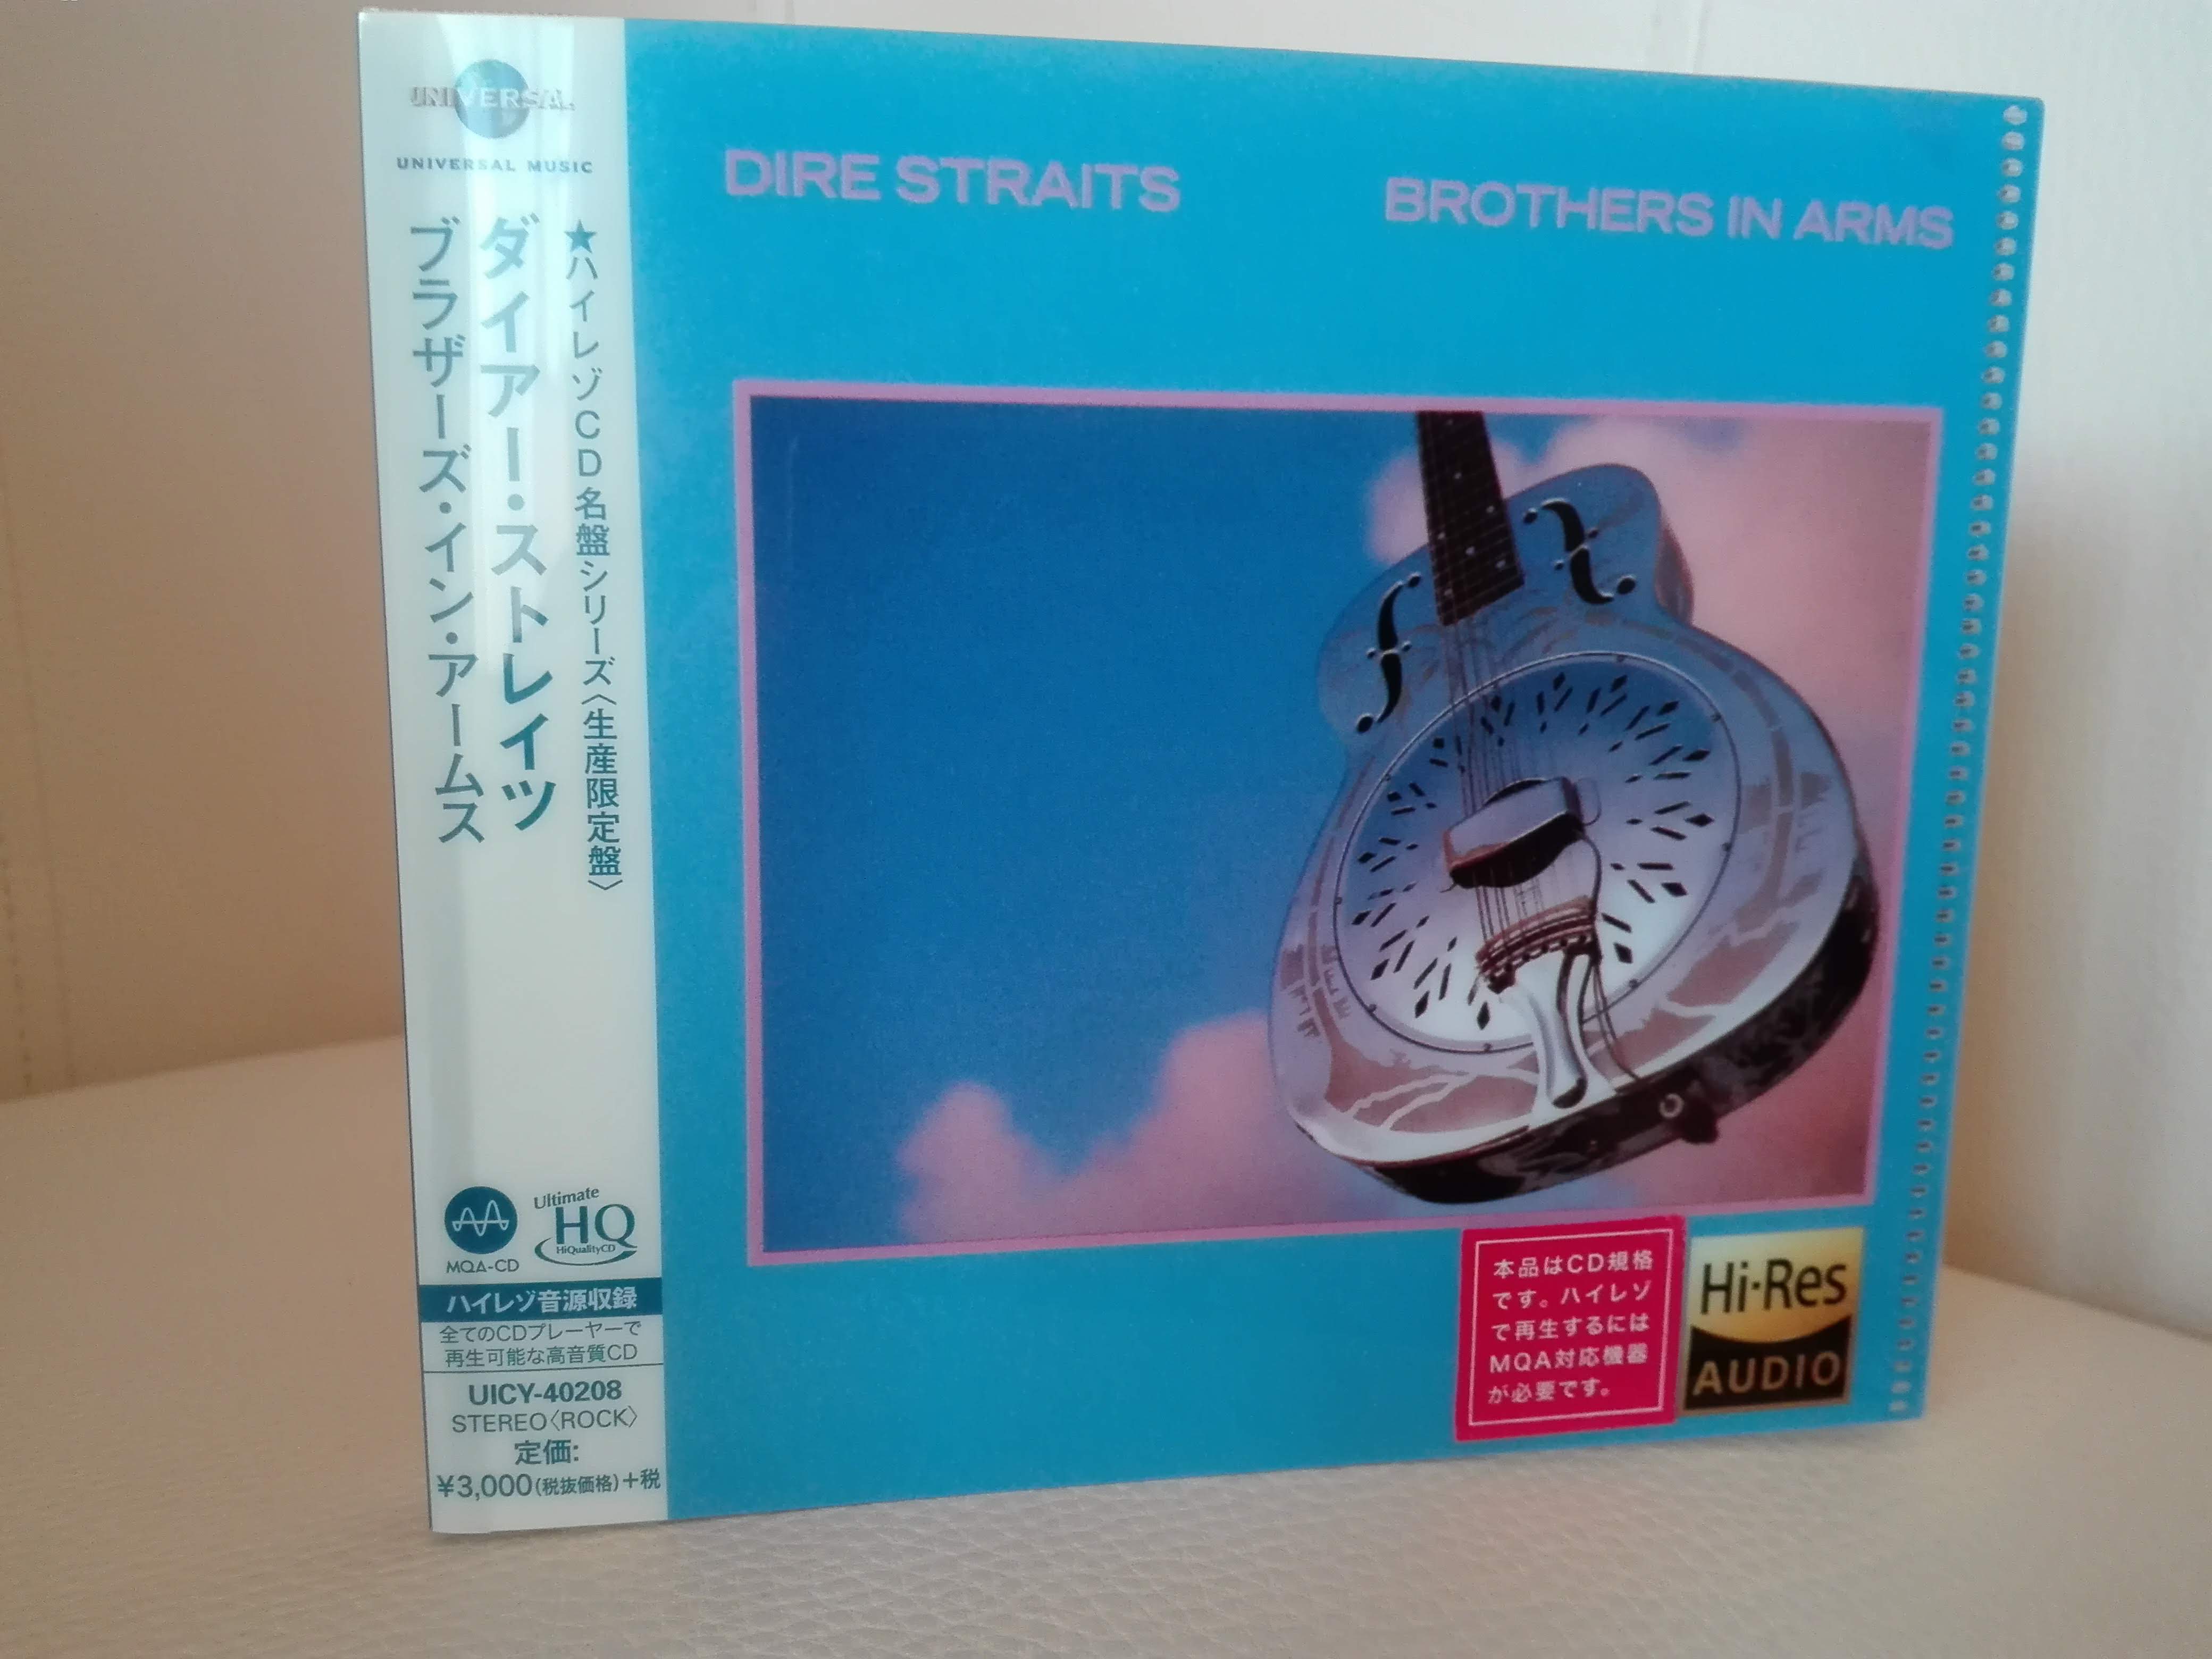 UNIVERSAL
UNIVERSAL MUSIC
★ハイレゾCD名盤シリーズ〈生産限定盤〉
ダイアー・ストレイツ
ブラザーズ・イン・アームス
MQA-CD
Ultimate
HQ
HiQualityCD
ハイレゾ音源収録
全てのCDプレーヤーで
再生可能な高音質CD
UICY-40208
STEREO〈ROCK〉
定価:
¥3,000(税抜価格)+税
DIRE STRAITS
BROTHERS IN ARMS
本品はCD規格
です。ハイレゾ
で再生するには
MQA対応機器
が必要です。
Hi-Res
AUDIO